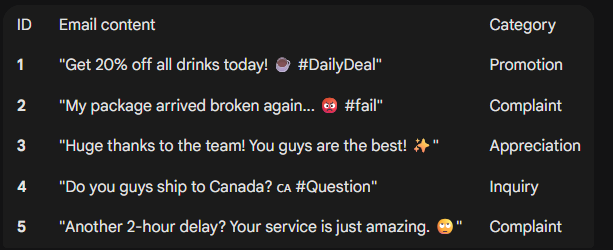 ID Email content Category
1 "Get 20% off all drinks today! ☕ #DailyDeal" Promotion
2 "My package arrived broken again... 😡 #fail" Complaint
3 "Huge thanks to the team! You guys are the best! ✨" Appreciation
4 "Do you guys ship to Canada? ᴄᴀ #Question" Inquiry
5 "Another 2-hour delay? Your service is just amazing. 🙄" Complaint